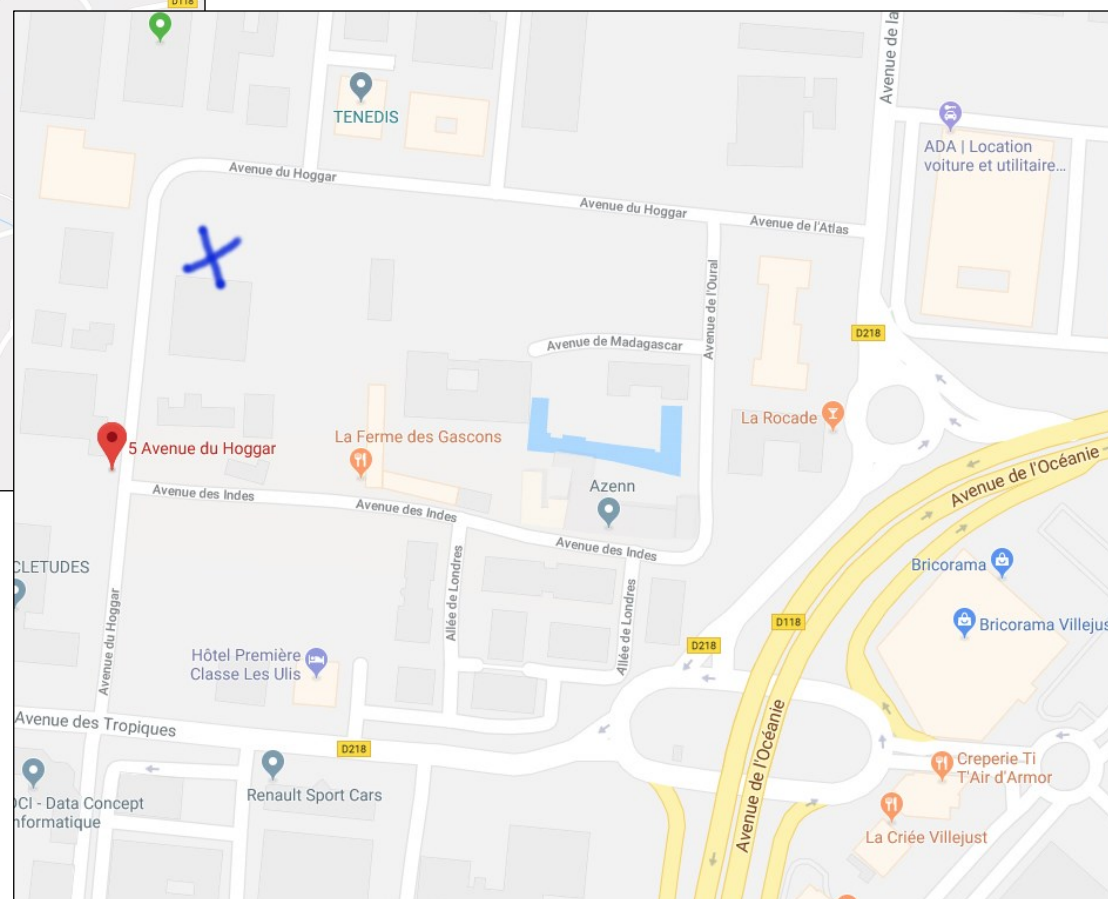 D118
TENEDIS
Avenue de la
ADA | Location
voiture et utilitaire...
Avenue du Hoggar
Avenue du Hoggar
Avenue de l'Atlas
Avenue de l'Oural
Avenue de Madagascar
D218
La Rocade
5 Avenue du Hoggar
La Ferme des Gascons
Avenue de l'Océanie
Avenue des Indes
Avenue des Indes
Azenn
Avenue des Indes
CLETUDES
Bricorama
Avenue du Hoggar
Allée de Londres
Allée de Londres
D118
Bricorama Villejus
Hôtel Première
Classe Les Ulis
D218
Avenue des Tropiques
D218
Avenue de l'Océanie
Renault Sport Cars
OCI - Data Concept
Informatique
Creperie Ti
T'Air d'Armor
La Criée Villejust